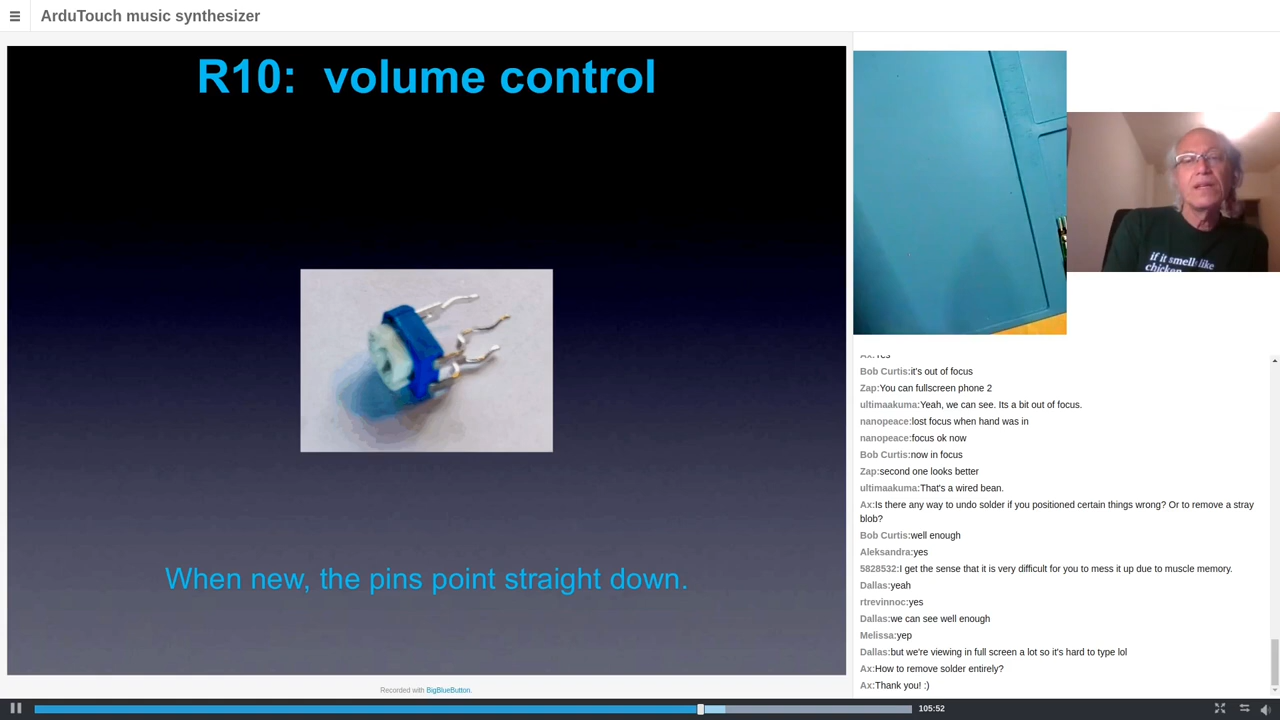 ArduTouch music synthesizer
R10: volume control
When new, the pins point straight down.
if it smells like
chicken
Ax:Yes
Bob Curtis:it's out of focus
Zap:You can fullscreen phone 2
ultimaakuma:Yeah, we can see. Its a bit out of focus.
nanopeace:lost focus when hand was in
nanopeace:focus ok now
Bob Curtis:now in focus
Zap:second one looks better
ultimaakuma:That's a wired bean.
Ax:Is there any way to undo solder if you positioned certain things wrong? Or to remove a stray
blob?
Bob Curtis:well enough
Aleksandra:yes
5828532:I get the sense that it is very difficult for you to mess it up due to muscle memory.
Dallas:yeah
rtrevinnoc:yes
Dallas:we can see well enough
Melissa:yep
Dallas:but we're viewing in full screen a lot so it's hard to type lol
Ax:How to remove solder entirely?
Ax:Thank you! :)
Recorded with BigBlueButton.
105:52